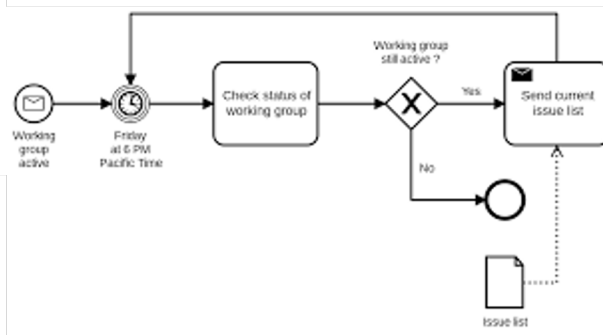 Working group
still active ?
Check status of
working group
Yes
Send current
issue list
Working
group
active
Friday
at 6 PM
Pacific Time
No
Issue list